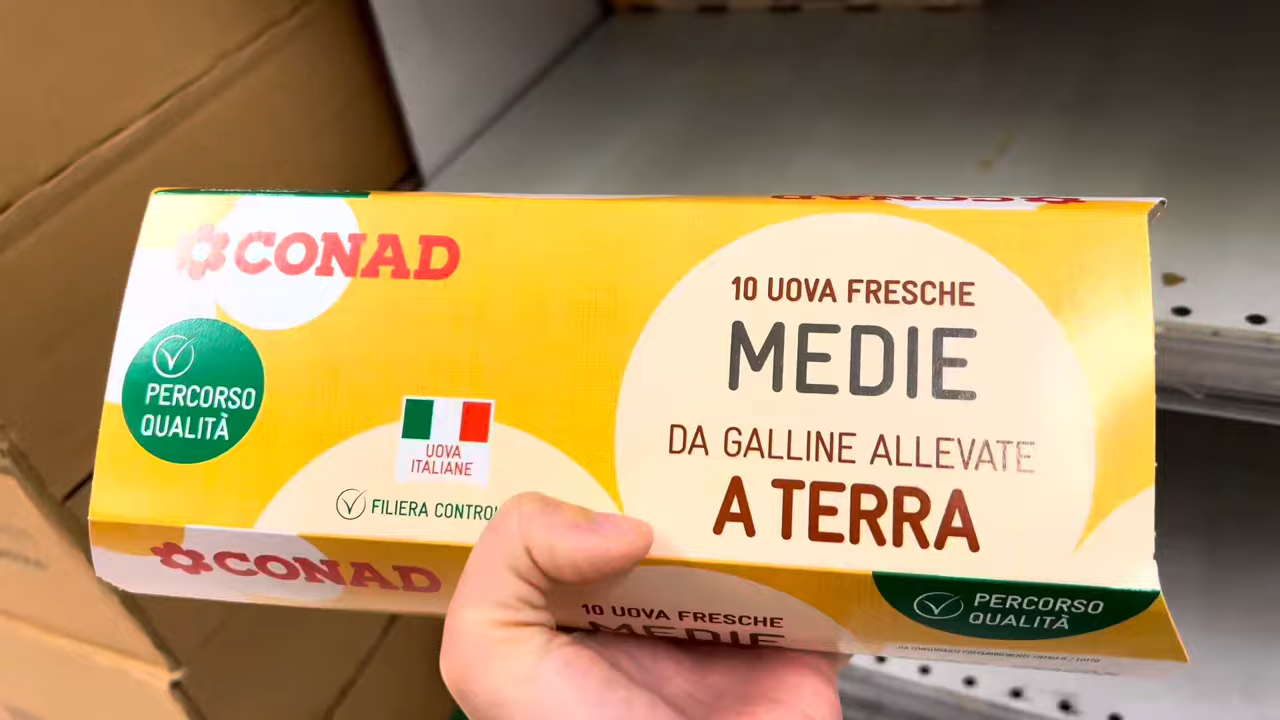 CONAD
10 UOVA FRESCHE
MEDIE
DA GALLINE ALLEVATE
A TERRA
PERCORSO
QUALITÀ
UOVA
ITALIANE
FILIERA
CONAD
10 UOVA FRESCHE
MEDIE
PERCORSO
QUALITÀ
CONAD